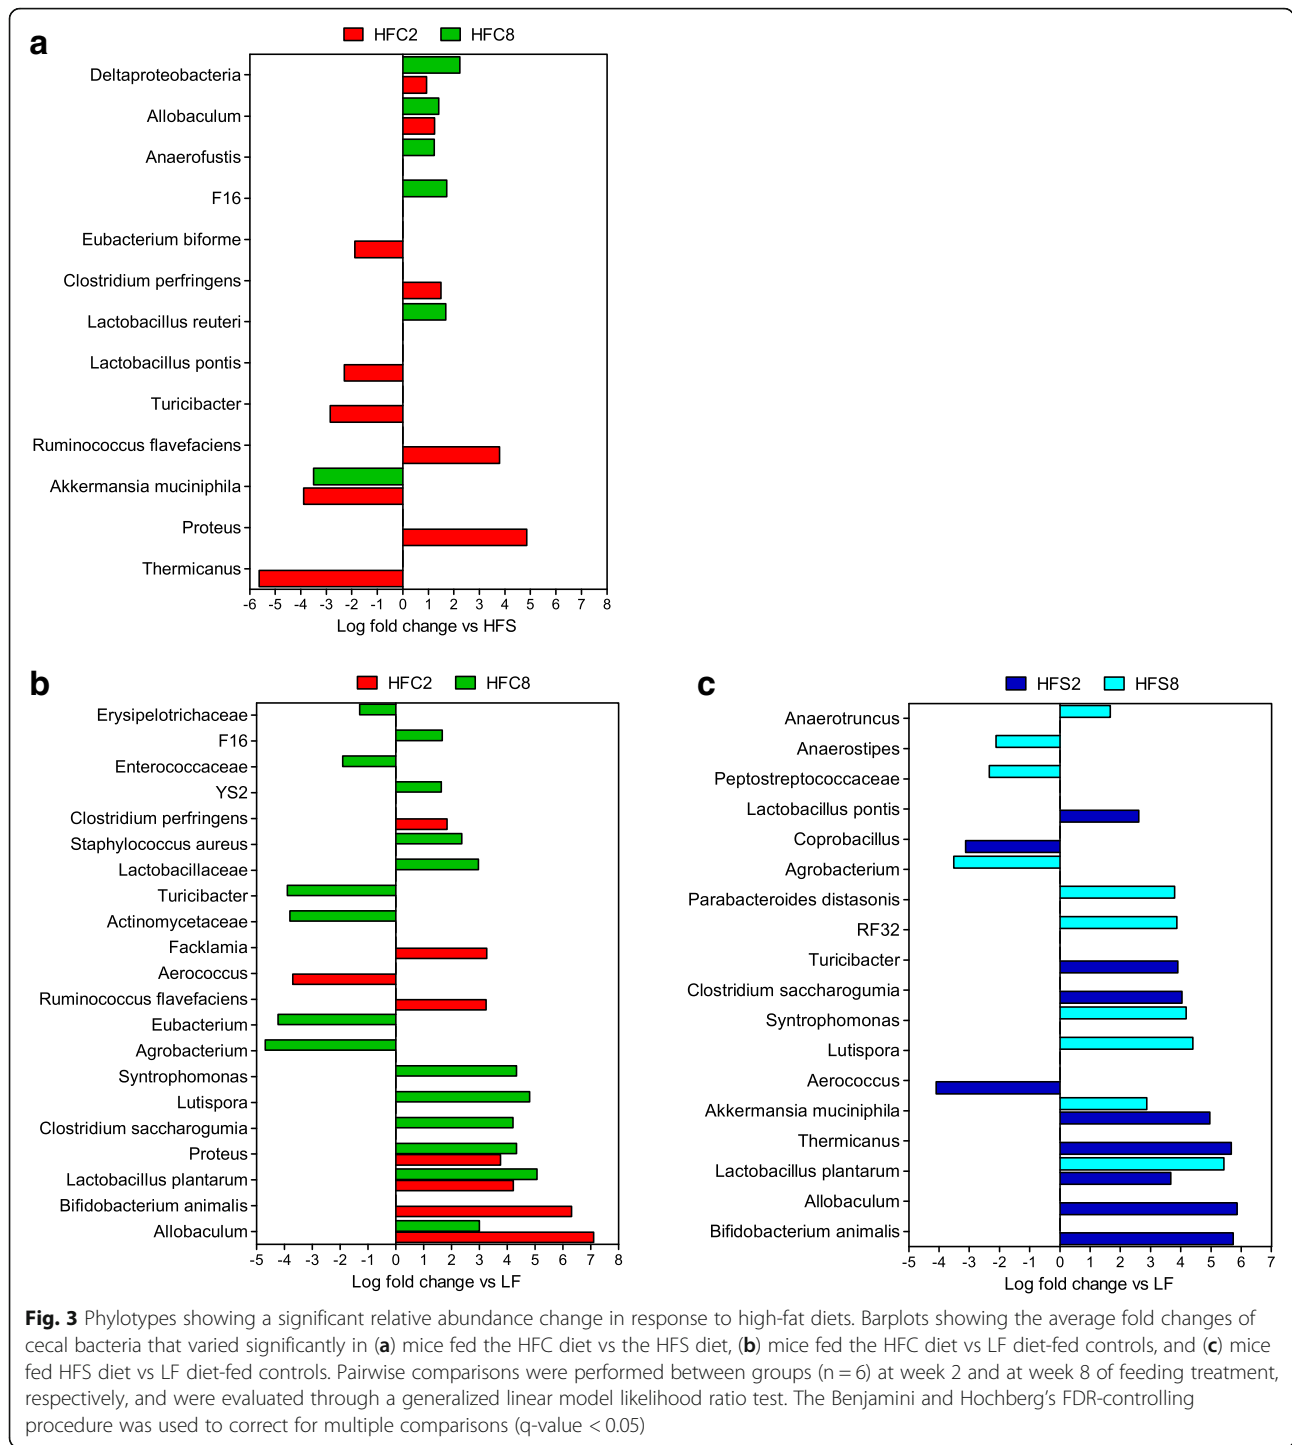 a
HFC2 HFC8
Deltaproteobacteria
Allobaculum
Anaerofustis
F16
Eubacterium biforme
Clostridium perfringens
Lactobacillus reuteri
Lactobacillus pontis
Turicibacter
Ruminococcus flavefaciens
Akkermansia muciniphila
Proteus
Thermicanus
-6 -5 -4 -3 -2 -1 0 1 2 3 4 5 6 7 8
Log fold change vs HFS
b
HFC2 HFC8
Erysipelotrichaceae
F16
Enterococcaceae
YS2
Clostridium perfringens
Staphylococcus aureus
Lactobacillaceae
Turicibacter
Actinomycetaceae
Facklamia
Aerococcus
Ruminococcus flavefaciens
Eubacterium
Agrobacterium
Syntrophomonas
Lutispora
Clostridium saccharogumia
Proteus
Lactobacillus plantarum
Bifidobacterium animalis
Allobaculum
-5 -4 -3 -2 -1 0 1 2 3 4 5 6 7 8
Log fold change vs LF
c
HFS2 HFS8
Anaerotruncus
Anaerostipes
Peptostreptococcaceae
Lactobacillus pontis
Coprobacillus
Agrobacterium
Parabacteroides distasonis
RF32
Turicibacter
Clostridium saccharogumia
Syntrophomonas
Lutispora
Aerococcus
Akkermansia muciniphila
Thermicanus
Lactobacillus plantarum
Allobaculum
Bifidobacterium animalis
-5 -4 -3 -2 -1 0 1 2 3 4 5 6 7
Log fold change vs LF
Fig. 3 Phylotypes showing a significant relative abundance change in response to high-fat diets. Barplots showing the average fold changes of
cecal bacteria that varied significantly in (a) mice fed the HFC diet vs the HFS diet, (b) mice fed the HFC diet vs LF diet-fed controls, and (c) mice
fed HFS diet vs LF diet-fed controls. Pairwise comparisons were performed between groups (n = 6) at week 2 and at week 8 of feeding treatment,
respectively, and were evaluated through a generalized linear model likelihood ratio test. The Benjamini and Hochberg's FDR-controlling
procedure was used to correct for multiple comparisons (q-value < 0.05)